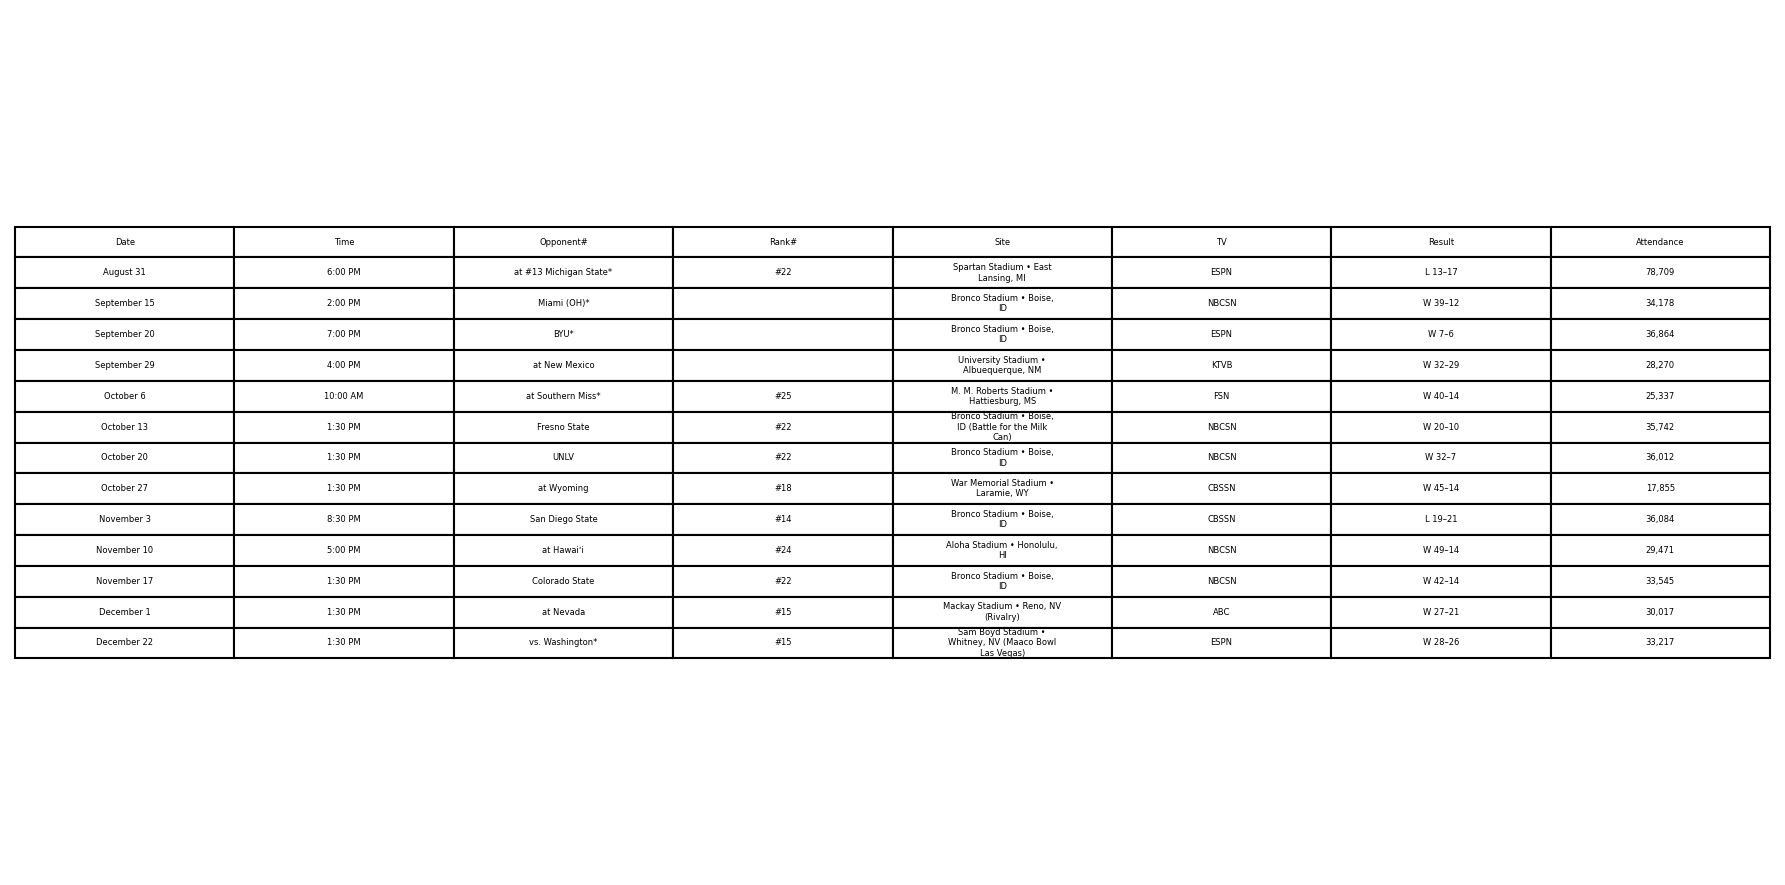 Date Time Opponent# Rank# Site TV Result Attendance
August 31 6:00 PM at #13 Michigan State* #22 Spartan Stadium • East
Lansing, MI ESPN L 13–17 78,709
September 15 2:00 PM Miami (OH)* Bronco Stadium • Boise,
ID NBCSN W 39–12 34,178
September 20 7:00 PM BYU* Bronco Stadium • Boise,
ID ESPN W 7–6 36,864
September 29 4:00 PM at New Mexico University Stadium •
Albuequerque, NM KTVB W 32–29 28,270
October 6 10:00 AM at Southern Miss* #25 M. M. Roberts Stadium •
Hattiesburg, MS FSN W 40–14 25,337
October 13 1:30 PM Fresno State #22 Bronco Stadium • Boise,
ID (Battle for the Milk
Can) NBCSN W 20–10 35,742
October 20 1:30 PM UNLV #22 Bronco Stadium • Boise,
ID NBCSN W 32–7 36,012
October 27 1:30 PM at Wyoming #18 War Memorial Stadium •
Laramie, WY CBSSN W 45–14 17,855
November 3 8:30 PM San Diego State #14 Bronco Stadium • Boise,
ID CBSSN L 19–21 36,084
November 10 5:00 PM at Hawaiʻi #24 Aloha Stadium • Honolulu,
HI NBCSN W 49–14 29,471
November 17 1:30 PM Colorado State #22 Bronco Stadium • Boise,
ID NBCSN W 42–14 33,545
December 1 1:30 PM at Nevada #15 Mackay Stadium • Reno, NV
(Rivalry) ABC W 27–21 30,017
December 22 1:30 PM vs. Washington* #15 Sam Boyd Stadium •
Whitney, NV (Maaco Bowl
Las Vegas) ESPN W 28–26 33,217